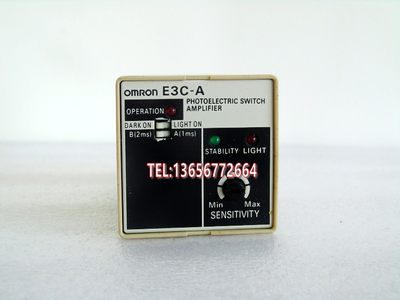 OMRON E3C-A
PHOTOELECTRIC SWITCH
AMPLIFIER
OPERATION
DARK ON LIGHT ON
B(2ms) A(1ms)
STABILITY LIGHT
TEL:13656772664
Min Max
SENSITIVITY